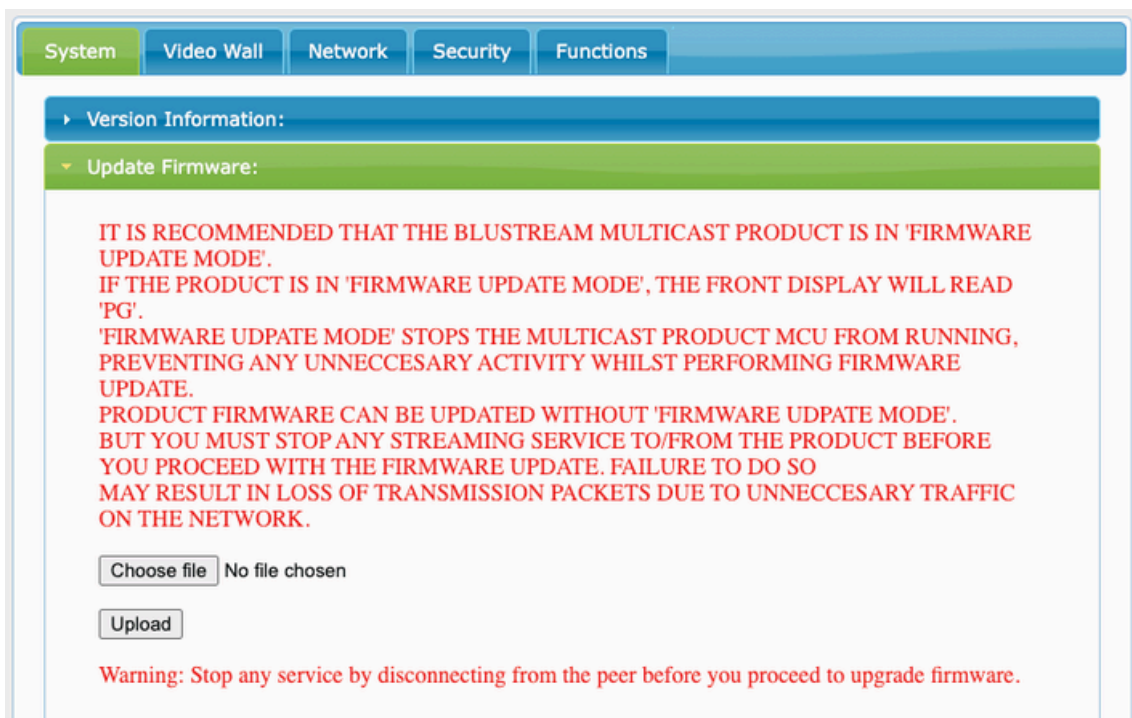 System Video Wall Network Security Functions
Version Information:
Update Firmware:
IT IS RECOMMENDED THAT THE BLUSTREAM MULTICAST PRODUCT IS IN 'FIRMWARE
UPDATE MODE'.
IF THE PRODUCT IS IN 'FIRMWARE UPDATE MODE', THE FRONT DISPLAY WILL READ
'PG'.
'FIRMWARE UDPATE MODE' STOPS THE MULTICAST PRODUCT MCU FROM RUNNING,
PREVENTING ANY UNNECCESARY ACTIVITY WHILST PERFORMING FIRMWARE
UPDATE.
PRODUCT FIRMWARE CAN BE UPDATED WITHOUT 'FIRMWARE UDPATE MODE'.
BUT YOU MUST STOP ANY STREAMING SERVICE TO/FROM THE PRODUCT BEFORE
YOU PROCEED WITH THE FIRMWARE UPDATE. FAILURE TO DO SO
MAY RESULT IN LOSS OF TRANSMISSION PACKETS DUE TO UNNECCESARY TRAFFIC
ON THE NETWORK.
Choose file No file chosen
Upload
Warning: Stop any service by disconnecting from the peer before you proceed to upgrade firmware.